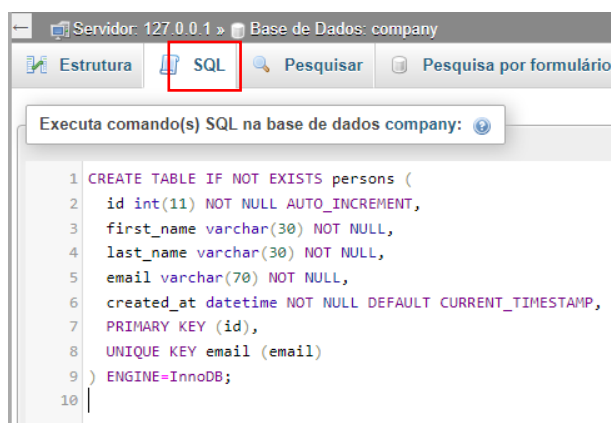 Servidor: 127.0.0.1 » Base de Dados: company
Estrutura SQL Pesquisar Pesquisa por formulário
Executa comando(s) SQL na base de dados company:
1 CREATE TABLE IF NOT EXISTS persons (
2 id int(11) NOT NULL AUTO_INCREMENT,
3 first_name varchar(30) NOT NULL,
4 last_name varchar(30) NOT NULL,
5 email varchar(70) NOT NULL,
6 created_at datetime NOT NULL DEFAULT CURRENT_TIMESTAMP,
7 PRIMARY KEY (id),
8 UNIQUE KEY email (email)
9 ) ENGINE=InnoDB;
10